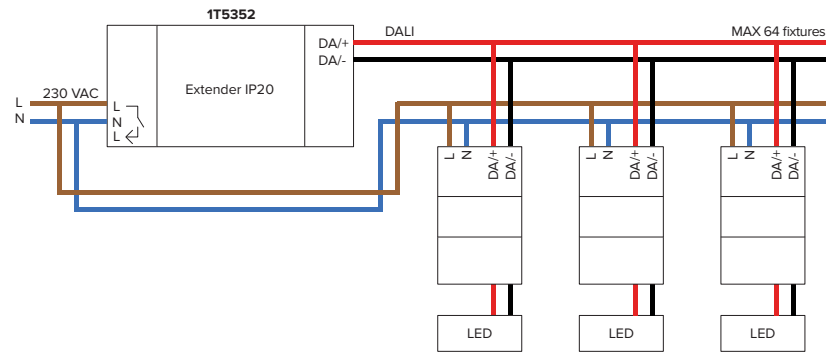 1T5352
DA/+
DALI
MAX 64 fixtures
DA/-
Extender IP20
230 VAC
L
N
L
N
L
L
N
DA/+
DA/-
L
N
DA/+
DA/-
L
N
DA/+
DA/-
LED
LED
LED